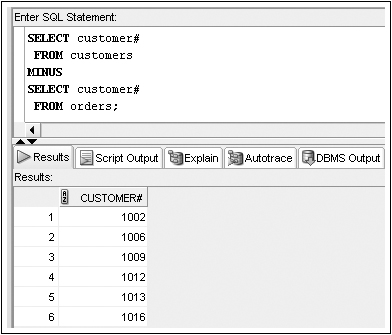 Enter SQL Statement:
SELECT customer#
FROM customers
MINUS
SELECT customer#
FROM orders;
Results Script Output Explain Autotrace DBMS Output
Results:
CUSTOMER#
1 1002
2 1006
3 1009
4 1012
5 1013
6 1016